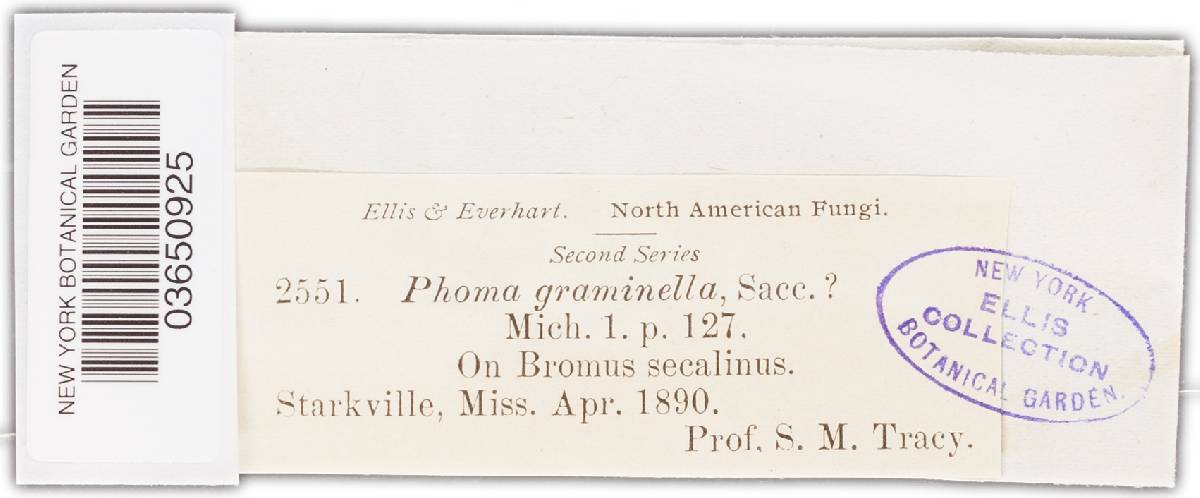 NEW YORK BOTANICAL GARDEN
03650925
Ellis & Everhart. North American Fungi.
Second Series
2551. Phoma graminella, Sacc. ?
Mich. 1. p. 127.
On Bromus secalinus.
Starkville, Miss. Apr. 1890.
Prof. S. M. Tracy.
NEW YORK
ELLIS
COLLECTION
BOTANICAL GARDEN.